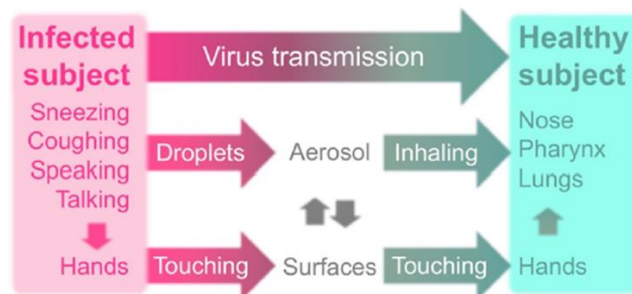 Infected
subject
Sneezing
Coughing
Speaking
Talking
Hands
Virus transmission
Droplets
Aerosol
Inhaling
Touching
Surfaces
Touching
Healthy
subject
Nose
Pharynx
Lungs
Hands